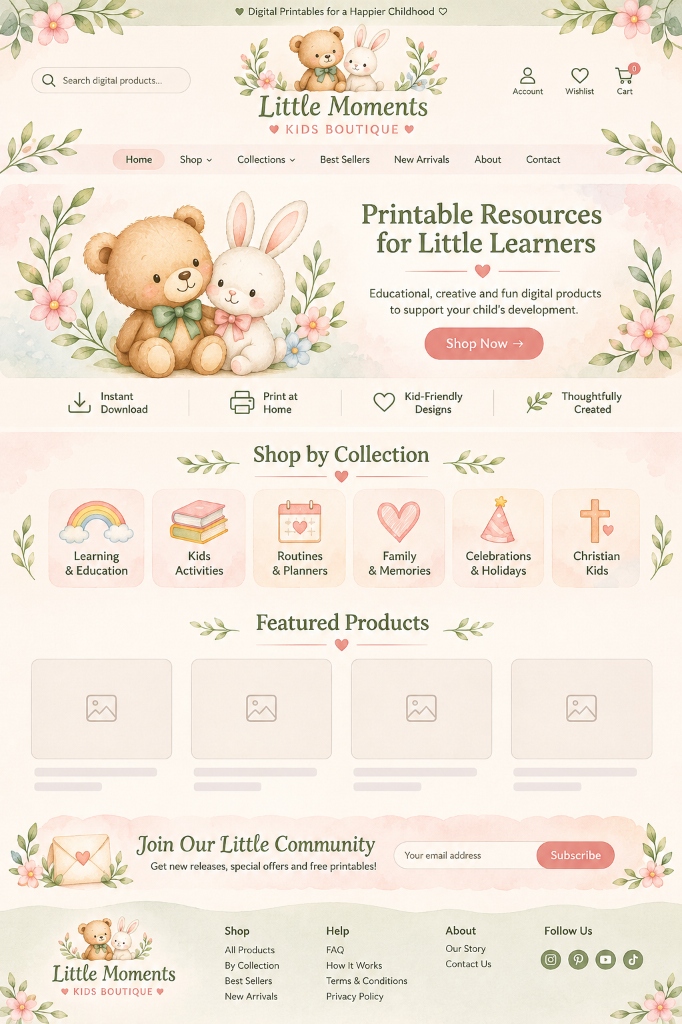 Digital Printables for a Happier Childhood
Search digital products...
Little Moments
KIDS BOUTIQUE
Account
Wishlist
0
Cart
Home
Shop
Collections
Best Sellers
New Arrivals
About
Contact
Printable Resources
for Little Learners
Educational, creative and fun digital products
to support your child's development.
Shop Now →
Instant
Download
Print at
Home
Kid-Friendly
Designs
Thoughtfully
Created
Shop by Collection
Learning
& Education
Kids
Activities
Routines
& Planners
Family
& Memories
Celebrations
& Holidays
Christian
Kids
Featured Products
Join Our Little Community
Get new releases, special offers and free printables!
Your email address
Subscribe
Little Moments
KIDS BOUTIQUE
Shop
All Products
By Collection
Best Sellers
New Arrivals
Help
FAQ
How It Works
Terms & Conditions
Privacy Policy
About
Our Story
Contact Us
Follow Us